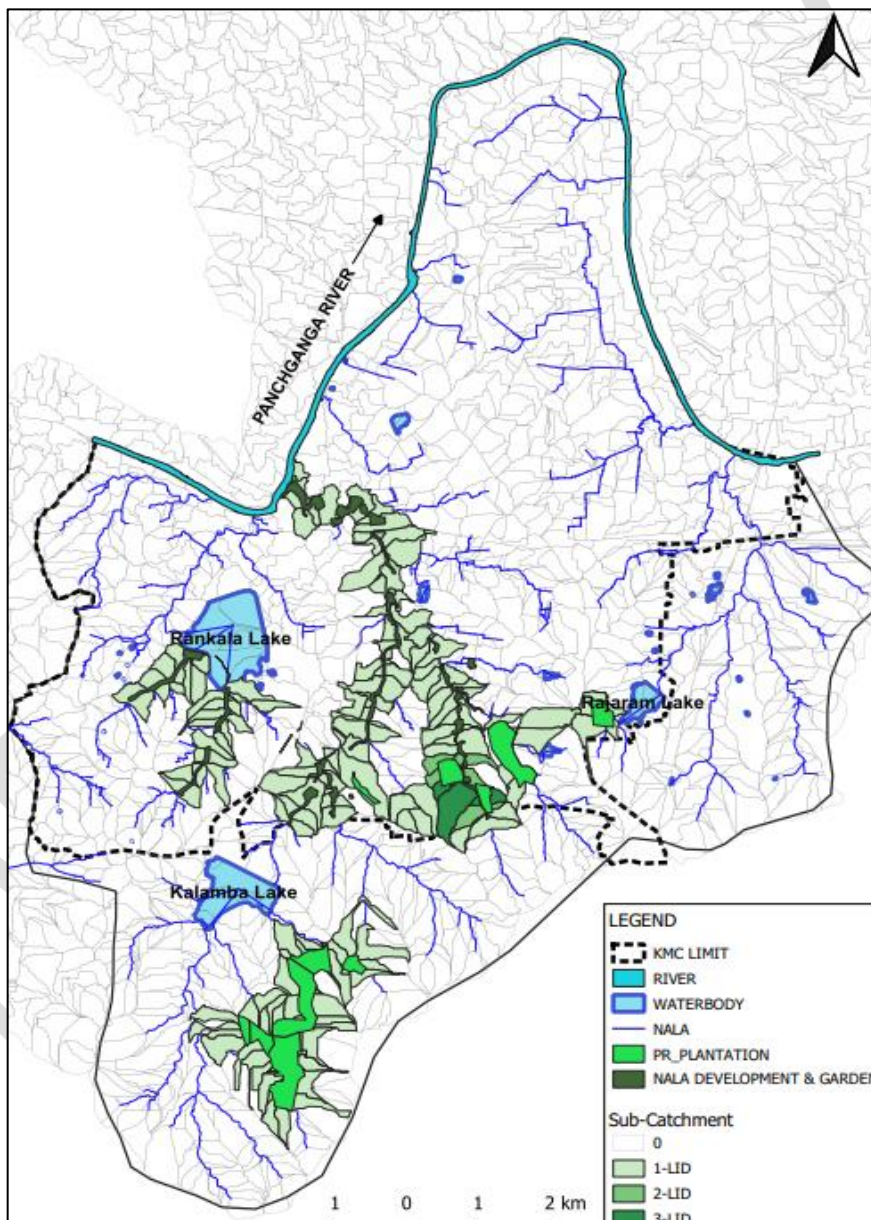 PANCHGANGA RIVER
Rankala Lake
Rajaram Lake
Kalamba Lake
LEGEND
KMC LIMIT
RIVER
WATERBODY
NALA
PR_PLANTATION
NALA DEVELOPMENT & GARDEN
Sub-Catchment
0
1-LID
2-LID
3-LID
1 0 1 2 km